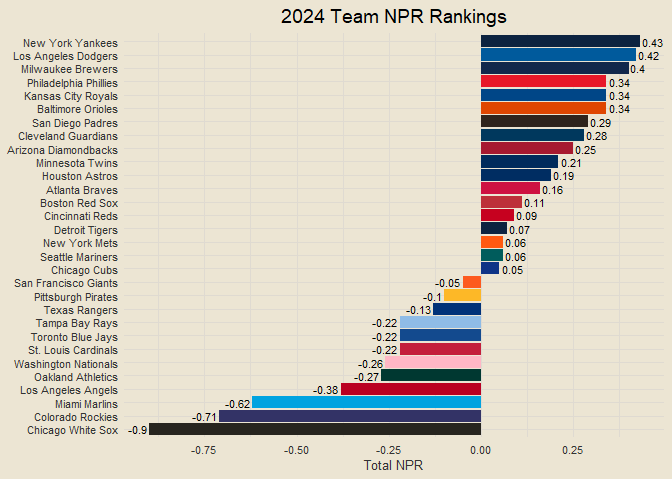 2024 Team NPR Rankings
New York Yankees 0.43
Los Angeles Dodgers 0.42
Milwaukee Brewers 0.4
Philadelphia Phillies 0.34
Kansas City Royals 0.34
Baltimore Orioles 0.34
San Diego Padres 0.29
Cleveland Guardians 0.28
Arizona Diamondbacks 0.25
Minnesota Twins 0.21
Houston Astros 0.19
Atlanta Braves 0.16
Boston Red Sox 0.11
Cincinnati Reds 0.09
Detroit Tigers 0.07
New York Mets 0.06
Seattle Mariners 0.06
Chicago Cubs 0.05
San Francisco Giants -0.05
Pittsburgh Pirates -0.1
Texas Rangers -0.13
Tampa Bay Rays -0.22
Toronto Blue Jays -0.22
St. Louis Cardinals -0.22
Washington Nationals -0.26
Oakland Athletics -0.27
Los Angeles Angels -0.38
Miami Marlins -0.62
Colorado Rockies -0.71
Chicago White Sox -0.9
-0.75 -0.50 -0.25 0.00 0.25
Total NPR